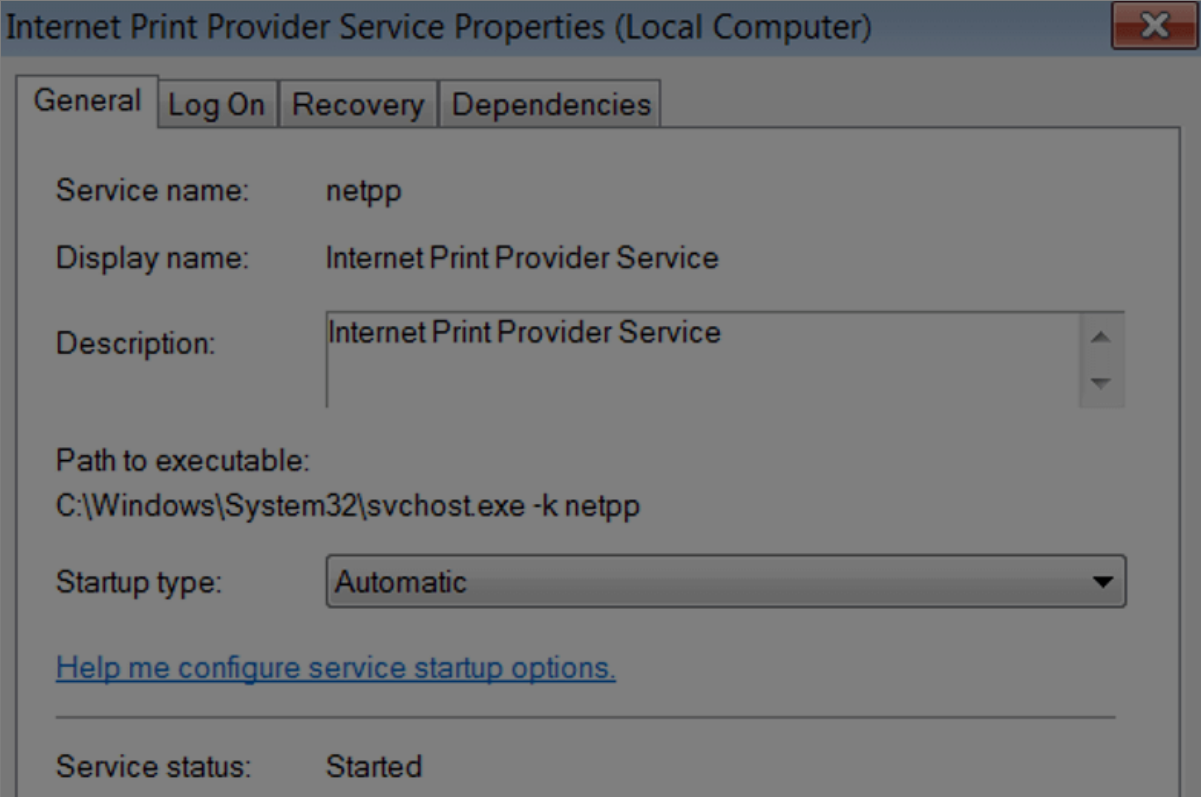 Internet Print Provider Service Properties (Local Computer)
General Log On Recovery Dependencies
Service name: netpp
Display name: Internet Print Provider Service
Description: Internet Print Provider Service
Path to executable:
C:\Windows\System32\svchost.exe -k netpp
Startup type: Automatic
Help me configure service startup options.
Service status: Started